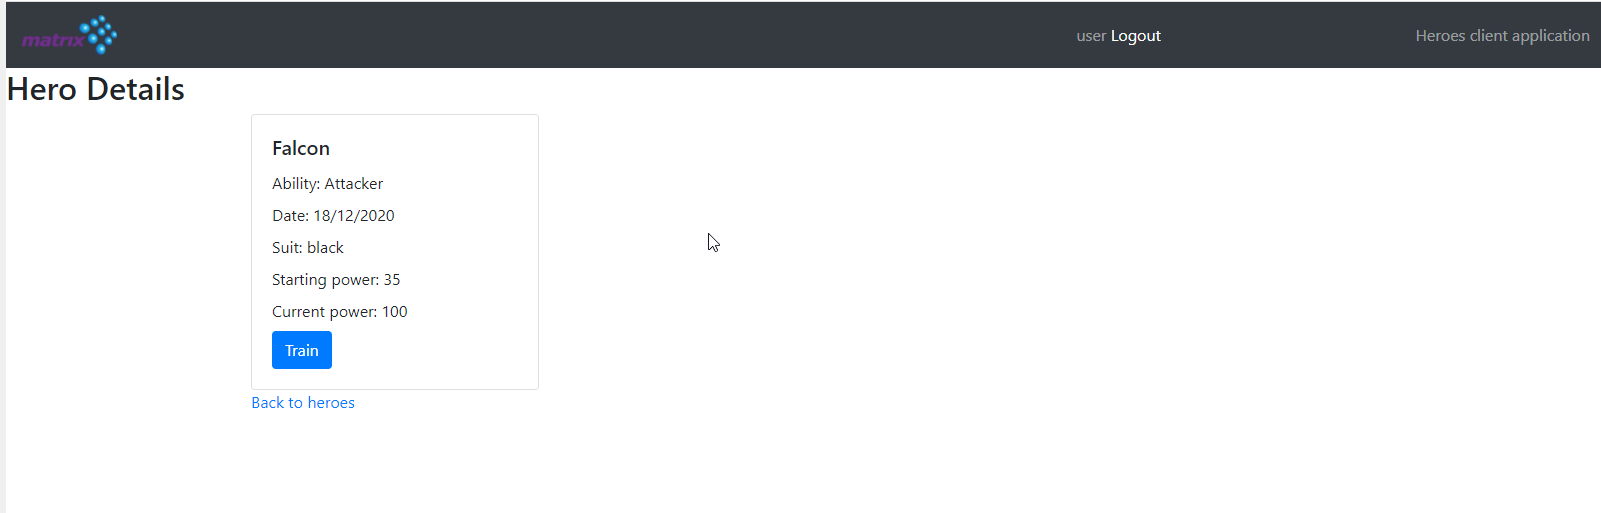 matrix
user Logout
Heroes client application
Hero Details
Falcon
Ability: Attacker
Date: 18/12/2020
Suit: black
Starting power: 35
Current power: 100
Train
Back to heroes